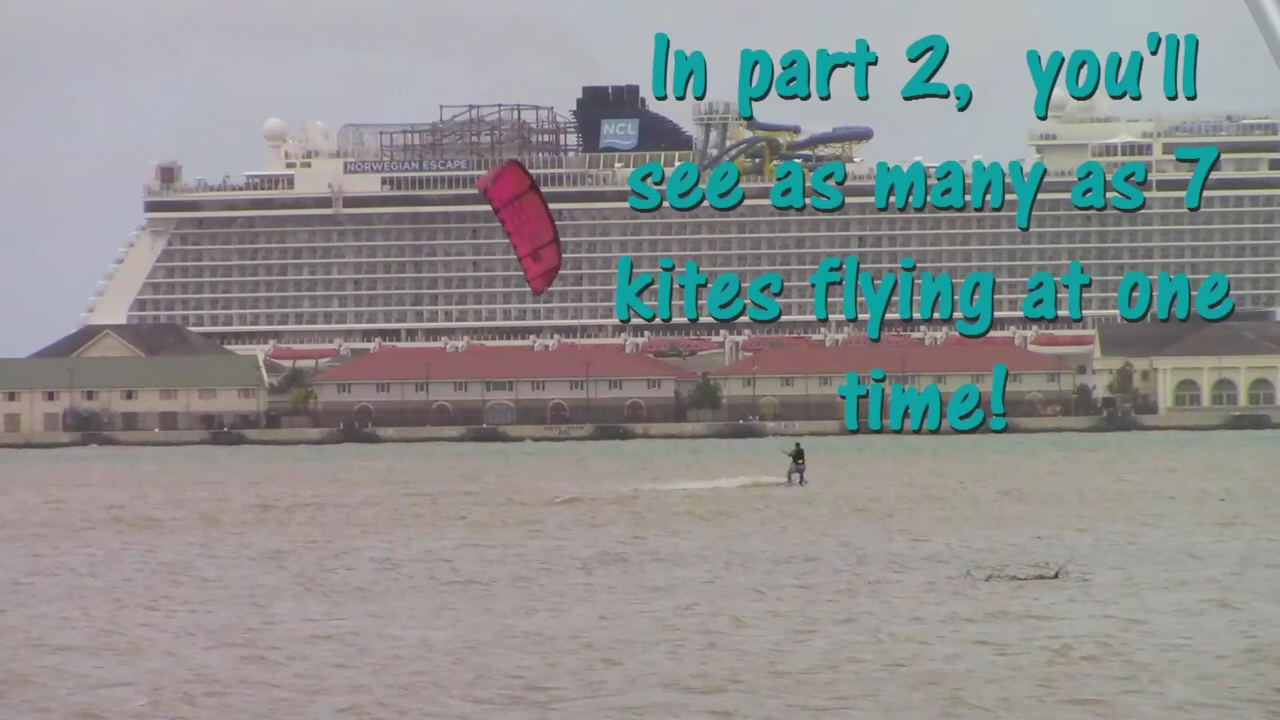 In part 2, you'll
see as many as 7
kites flying at one
time!
NCL
NORWEGIAN ESCAPE